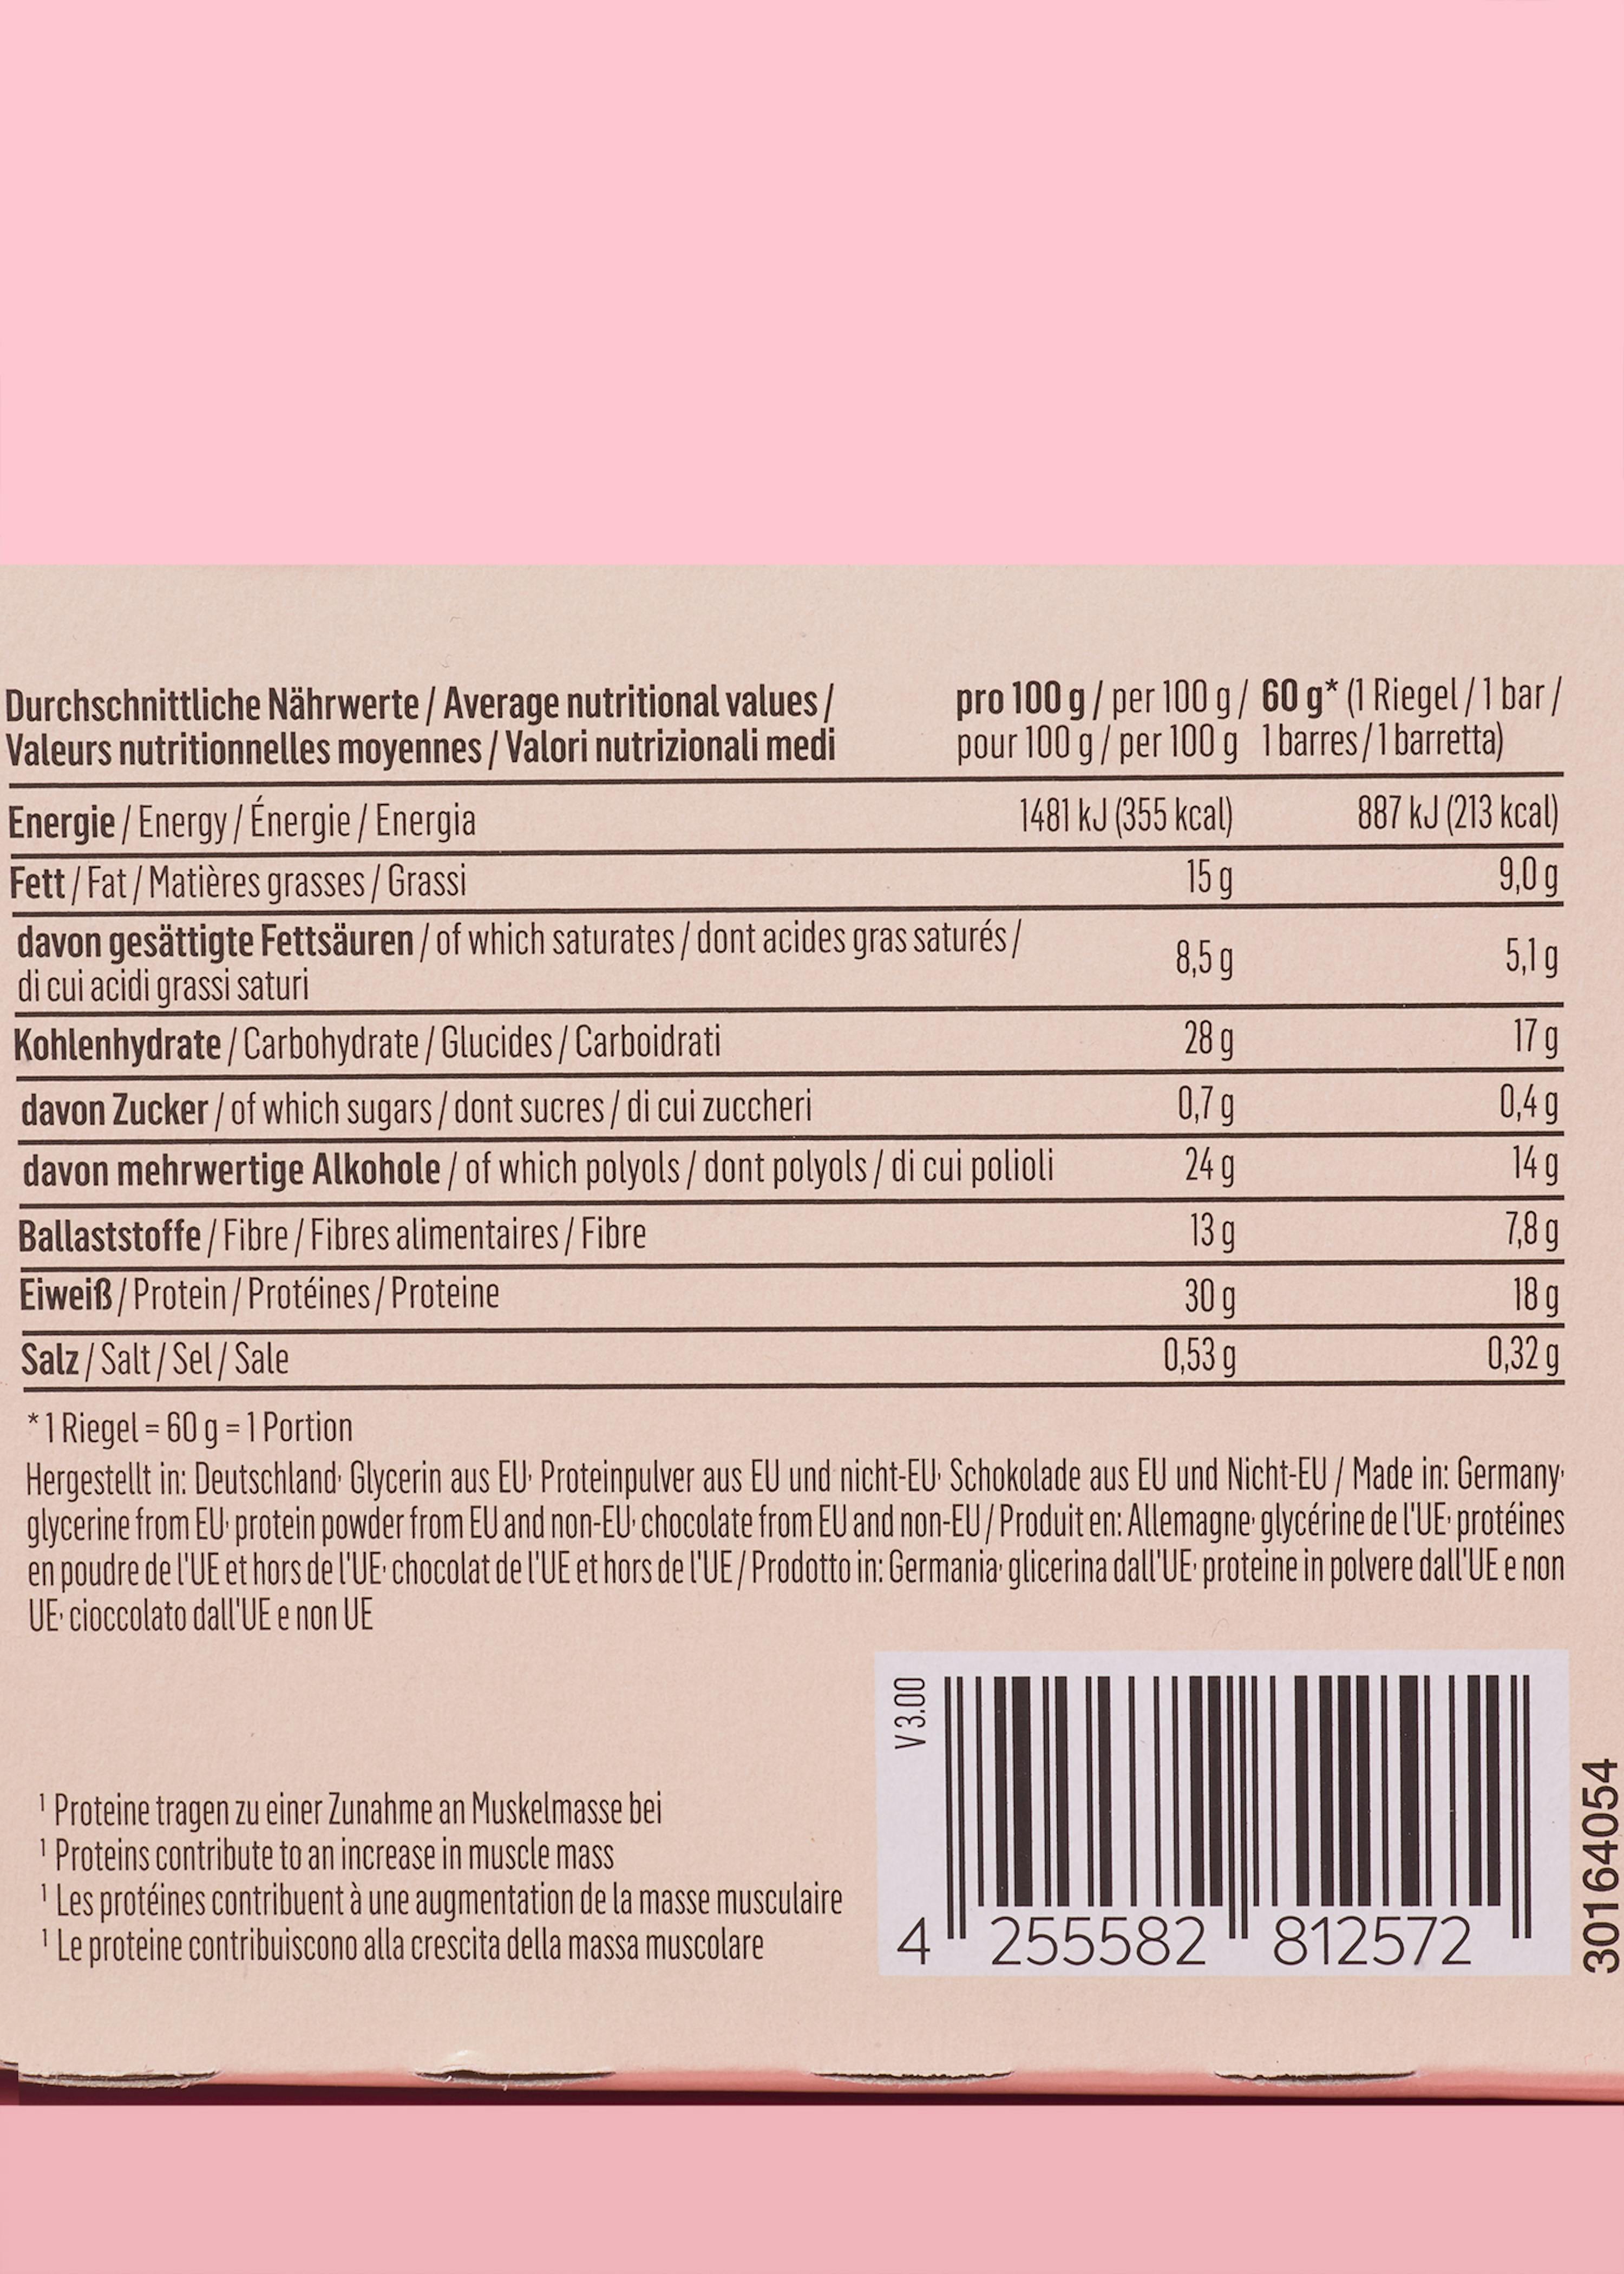 Durchschnittliche Nährwerte / Average nutritional values /
Valeurs nutritionnelles moyennes / Valori nutrizionali medi
pro 100 g / per 100 g /
pour 100 g / per 100 g
60 g* (1 Riegel / 1 bar /
1 barres / 1 barretta)
Energie / Energy / Énergie / Energia 1481 kJ (355 kcal) 887 kJ (213 kcal)
Fett / Fat / Matières grasses / Grassi 15 g 9,0 g
davon gesättigte Fettsäuren / of which saturates / dont acides gras saturés /
di cui acidi grassi saturi 8,5 g 5,1 g
Kohlenhydrate / Carbohydrate / Glucides / Carboidrati 28 g 17 g
davon Zucker / of which sugars / dont sucres / di cui zuccheri 0,7 g 0,4 g
davon mehrwertige Alkohole / of which polyols / dont polyols / di cui polioli 24 g 14 g
Ballaststoffe / Fibre / Fibres alimentaires / Fibre 13 g 7,8 g
Eiweiß / Protein / Protéines / Proteine 30 g 18 g
Salz / Salt / Sel / Sale 0,53 g 0,32 g
* 1 Riegel = 60 g = 1 Portion
Hergestellt in: Deutschland· Glycerin aus EU· Proteinpulver aus EU und nicht-EU· Schokolade aus EU und Nicht-EU / Made in: Germany·
glycerine from EU· protein powder from EU and non-EU· chocolate from EU and non-EU / Produit en: Allemagne· glycérine de l'UE· protéines
en poudre de l'UE et hors de l'UE· chocolat de l'UE et hors de l'UE / Prodotto in: Germania· glicerina dall'UE· proteine in polvere dall'UE e non
UE· cioccolato dall'UE e non UE
¹ Proteine tragen zu einer Zunahme an Muskelmasse bei
¹ Proteins contribute to an increase in muscle mass
¹ Les protéines contribuent à une augmentation de la masse musculaire
¹ Le proteine contribuiscono alla crescita della massa muscolare
V 3.00
4 255582 812572
30164054